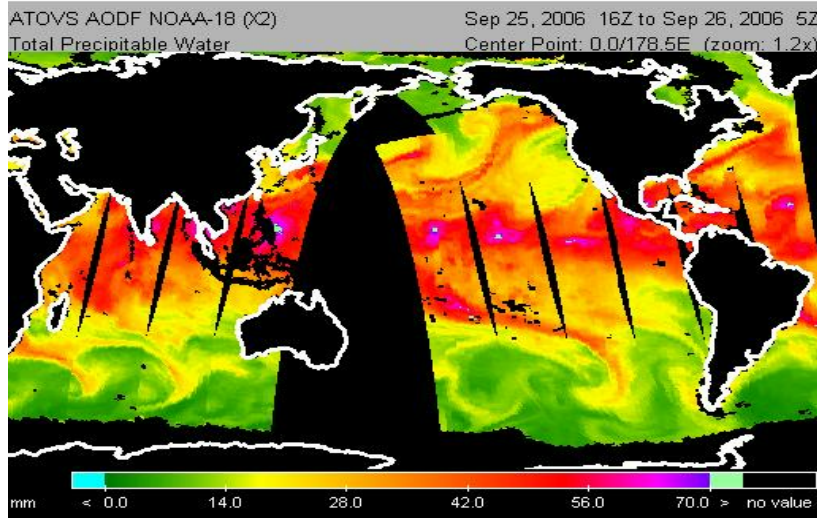 ATOVS AODF NOAA-18 (X2) Sep 25, 2006 16Z to Sep 26, 2006 5Z
Total Precipitable Water Center Point: 0.0/178.5E (zoom: 1.2x)
mm < 0.0 14.0 28.0 42.0 56.0 70.0 > no value